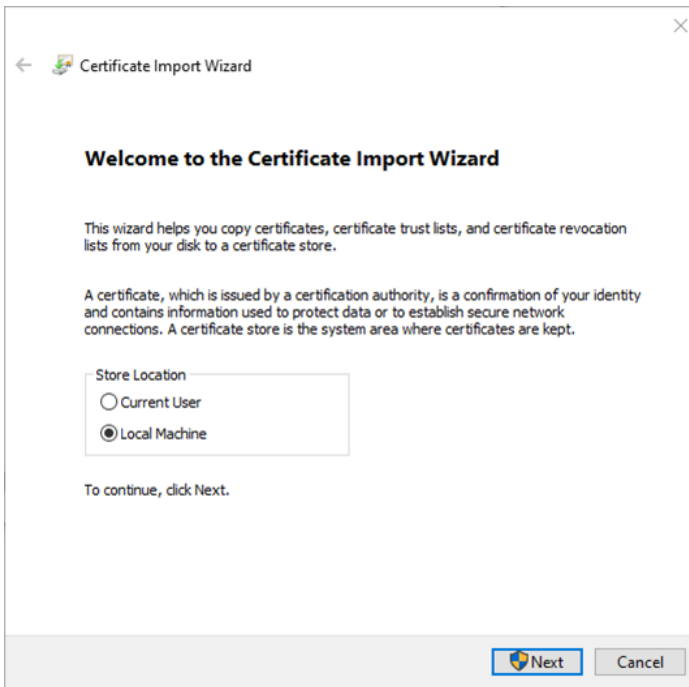 Certificate Import Wizard
Welcome to the Certificate Import Wizard
This wizard helps you copy certificates, certificate trust lists, and certificate revocation
lists from your disk to a certificate store.
A certificate, which is issued by a certification authority, is a confirmation of your identity
and contains information used to protect data or to establish secure network
connections. A certificate store is the system area where certificates are kept.
Store Location
Current User
Local Machine
To continue, click Next.
Next
Cancel